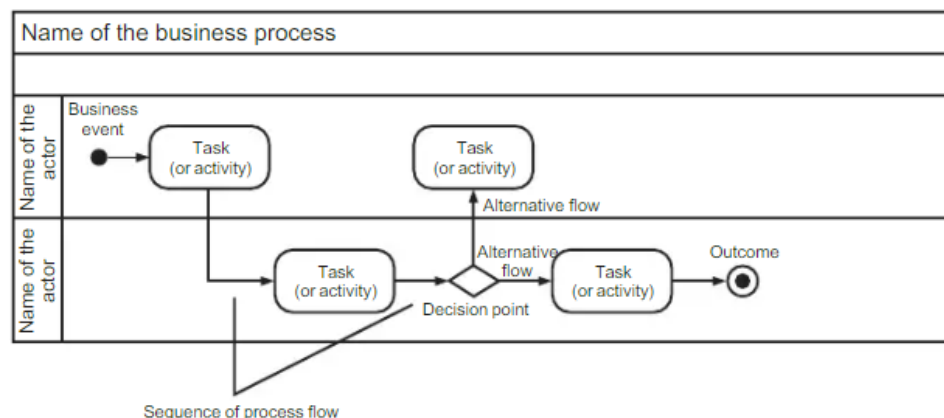 Name of the business process
Name of the
actor
Business
event
Task
(or activity)
Task
(or activity)
Alternative flow
Name of the
actor
Task
(or activity)
Alternative
flow
Decision point
Task
(or activity)
Outcome
Sequence of process flow